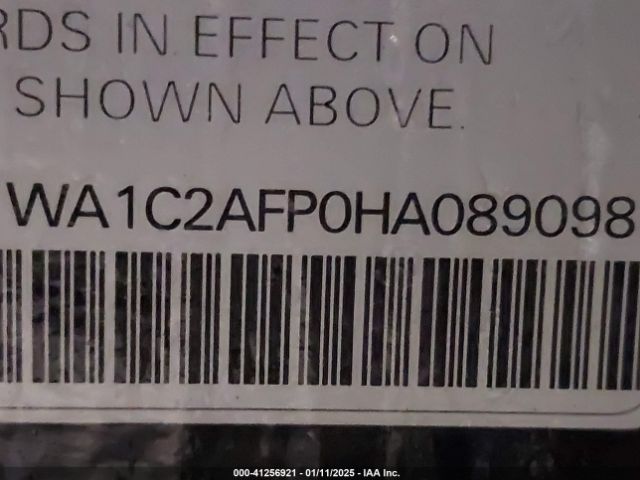 RDS IN EFFECT ON
SHOWN ABOVE.
WA1C2AFP0HA089098
000-41256921 - 01/11/2025 - IAA Inc.